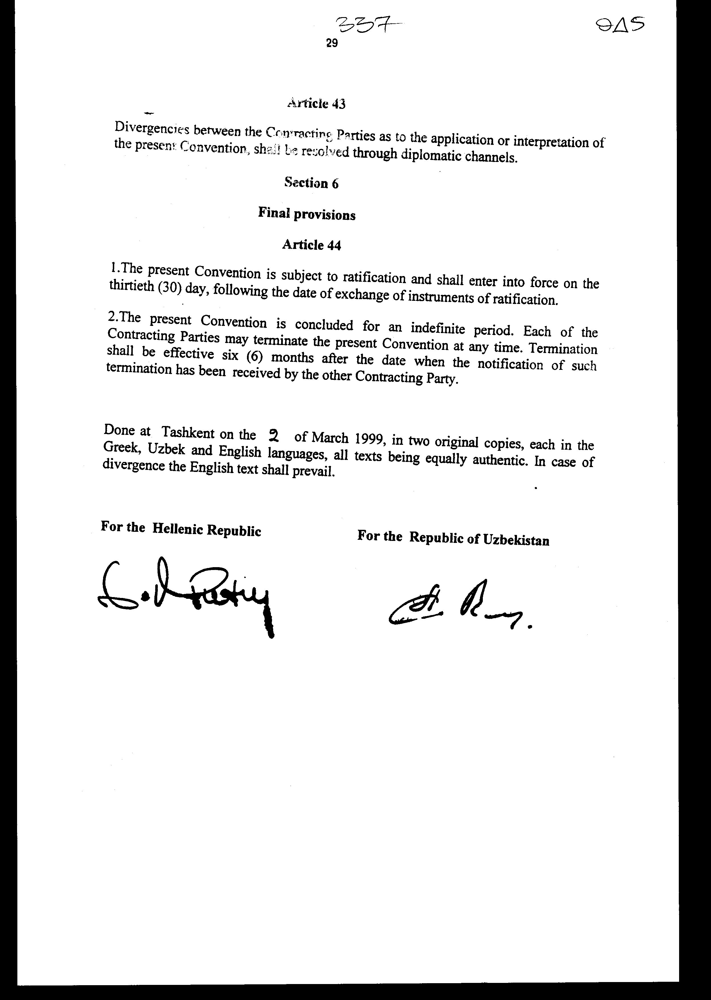 337
29
Article 43
Divergencies between the Contracting Parties as to the application or interpretation of
the present Convention, shall be resolved through diplomatic channels.
Section 6
Final provisions
Article 44
1.The present Convention is subject to ratification and shall enter into force on the
thirtieth (30) day, following the date of exchange of instruments of ratification.
2.The present Convention is concluded for an indefinite period. Each of the
Contracting Parties may terminate the present Convention at any time. Termination
shall be effective six (6) months after the date when the notification of such
termination has been received by the other Contracting Party.
Done at Tashkent on the 2 of March 1999, in two original copies, each in the
Greek, Uzbek and English languages, all texts being equally authentic. In case of
divergence the English text shall prevail.
For the Hellenic Republic
For the Republic of Uzbekistan